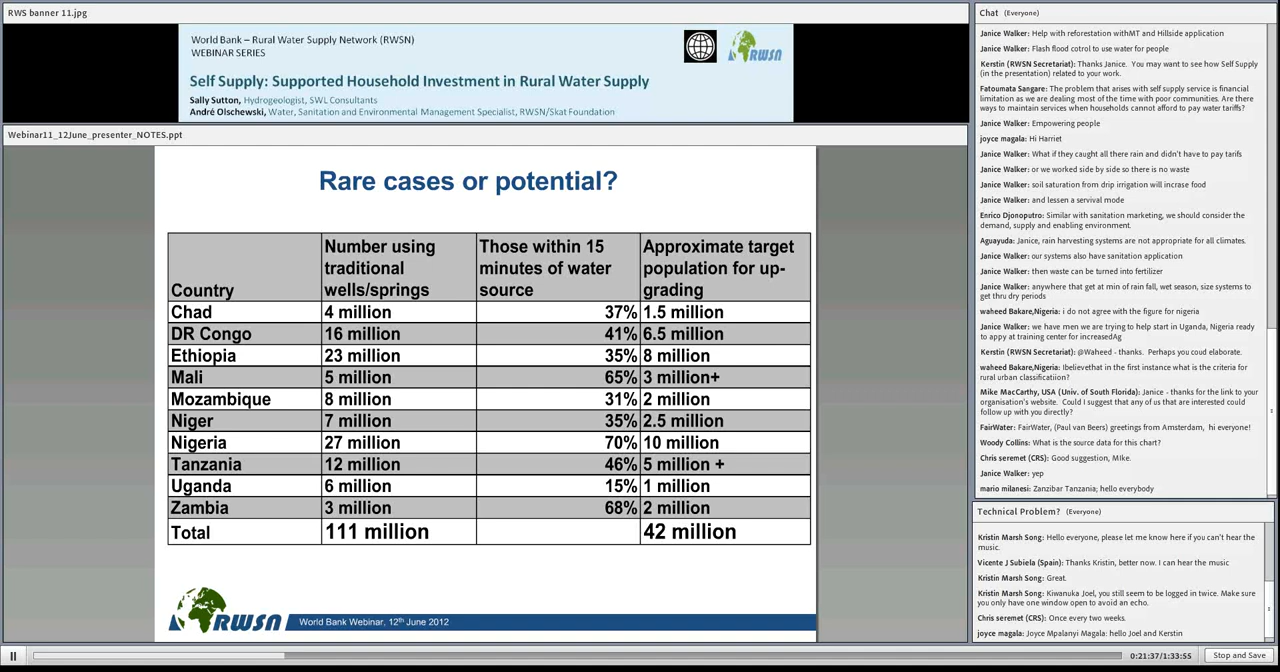 RWS banner 11.jpg
World Bank – Rural Water Supply Network (RWSN)
WEBINAR SERIES
RWSN
Self Supply: Supported Household Investment in Rural Water Supply
Sally Sutton, Hydrogeologist, SWL Consultants
André Olschewski, Water, Sanitation and Environmental Management Specialist, RWSN/Skat Foundation
Webinar11_12June_presenter_NOTES.ppt
Rare cases or potential?
Country Number using traditional wells/springs Those within 15 minutes of water source Approximate target population for up-grading
Chad 4 million 37% 1.5 million
DR Congo 16 million 41% 6.5 million
Ethiopia 23 million 35% 8 million
Mali 5 million 65% 3 million+
Mozambique 8 million 31% 2 million
Niger 7 million 35% 2.5 million
Nigeria 27 million 70% 10 million
Tanzania 12 million 46% 5 million +
Uganda 6 million 15% 1 million
Zambia 3 million 68% 2 million
Total 111 million 42 million
RWSN World Bank Webinar, 12th June 2012
Chat (Everyone)
Janice Walker: Help with reforestation withMT and Hillside application
Janice Walker: Flash flood cotrol to use water for people
Kerstin (RWSN Secretariat): Thanks Janice. You may want to see how Self Supply
(in the presentation) related to your work.
Fatoumata Sangare: The problem that arises with self supply service is financial
limitation as we are dealing most of the time with poor communities. Are there
ways to maintain services when households cannot afford to pay water tariffs?
Janice Walker: Empowering people
joyce magala: Hi Harriet
Janice Walker: What if they caught all there rain and didn't have to pay tarifs
Janice Walker: or we worked side by side so there is no waste
Janice Walker: soil saturation from drip irrigation will incrase food
Janice Walker: and lessen a servival mode
Enrico Djonoputro: Similar with sanitation marketing, we should consider the
demand, supply and enabling environment.
Aguayuda: Janice, rain harvesting systems are not appropriate for all climates.
Janice Walker: our systems also have sanitation application
Janice Walker: then waste can be turned into fertilizer
Janice Walker: anywhere that get at min of rain fall, wet season, size systems to
get thru dry periods
waheed Bakare,Nigeria: i do not agree with the figure for nigeria
Janice Walker: we have men we are trying to help start in Uganda, Nigeria ready
to appy at training center for increasedAg
Kerstin (RWSN Secretariat): @Waheed - thanks. Perhaps you coud elaborate.
waheed Bakare,Nigeria: Ibelievethat in the first instance what is the criteria for
rural urban classificatiion?
Mike MacCarthy, USA (Univ. of South Florida): Janice - thanks for the link to your
organisation's website. Could I suggest that any of us that are interested could
follow up with you directly?
FairWater: FairWater, (Paul van Beers) greetings from Amsterdam, hi everyone!
Woody Collins: What is the source data for this chart?
Chris seremet (CRS): Good suggestion, MIke.
Janice Walker: yep
mario milanesi: Zanzibar Tanzania; hello everybody
Technical Problem? (Everyone)
Kristin Marsh Song: Hello everyone, please let me know here if you can't hear the
music.
Vicente J Subiela (Spain): Thanks Kristin, better now. I can hear the music
Kristin Marsh Song: Great.
Kristin Marsh Song: Kiwanuka Joel, you still seem to be logged in twice. Make sure
you only have one window open to avoid an echo.
Chris seremet (CRS): Once every two weeks.
joyce magala: Joyce Mpalanyi Magala: hello Joel and Kerstin
0:21:37/1:33:55 Stop and Save